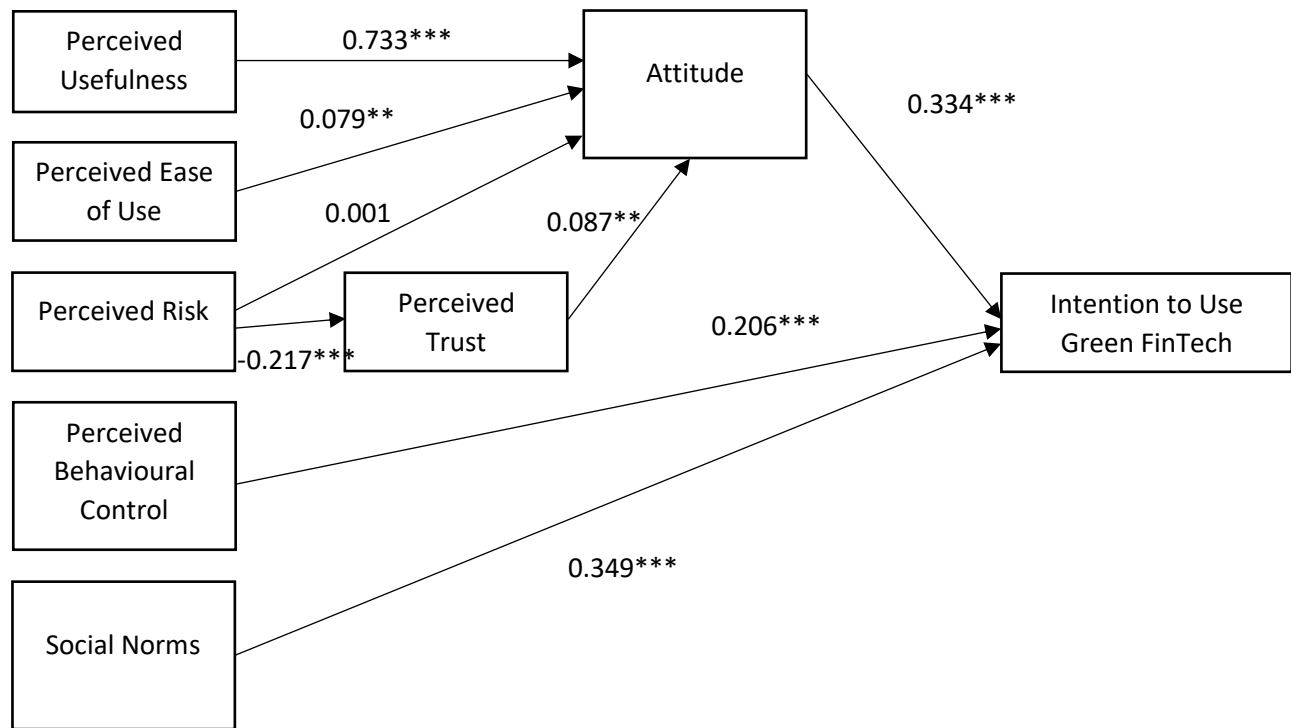 Perceived
Usefulness
0.733***
Attitude
0.334***
0.079**
Perceived Ease
of Use
0.001
0.087**
Perceived Risk
-0.217***
Perceived
Trust
0.206***
Intention to Use
Green FinTech
Perceived
Behavioural
Control
0.349***
Social Norms